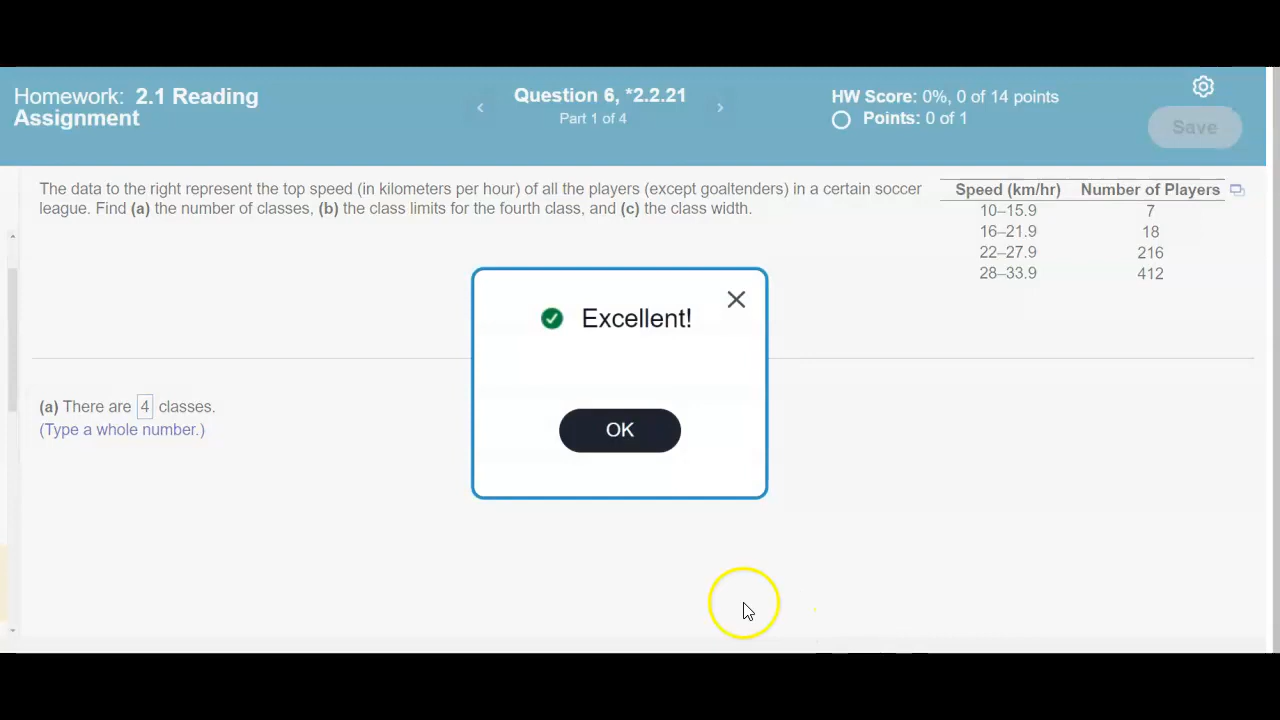 Homework: 2.1 Reading
Assignment
Question 6, *2.2.21
Part 1 of 4
HW Score: 0%, 0 of 14 points
Points: 0 of 1
Save
The data to the right represent the top speed (in kilometers per hour) of all the players (except goaltenders) in a certain soccer
league. Find (a) the number of classes, (b) the class limits for the fourth class, and (c) the class width.
Speed (km/hr) Number of Players
10–15.9 7
16–21.9 18
22–27.9 216
28–33.9 412
Excellent!
OK
(a) There are 4 classes.
(Type a whole number.)